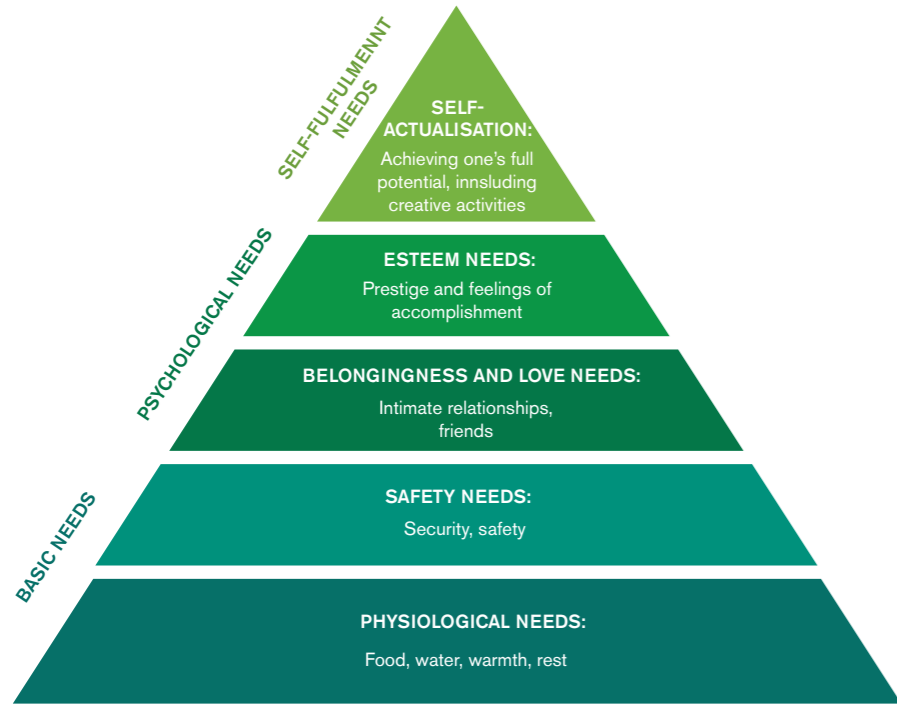 SELF-FULFULMENNT
NEEDS
SELF-
ACTUALISATION:
Achieving one's full
potential, innsluding
creative activities
PSYCHOLOGICAL NEEDS
ESTEEM NEEDS:
Prestige and feelings of
accomplishment
BELONGINGNESS AND LOVE NEEDS:
Intimate relationships,
friends
BASIC NEEDS
SAFETY NEEDS:
Security, safety
PHYSIOLOGICAL NEEDS:
Food, water, warmth, rest